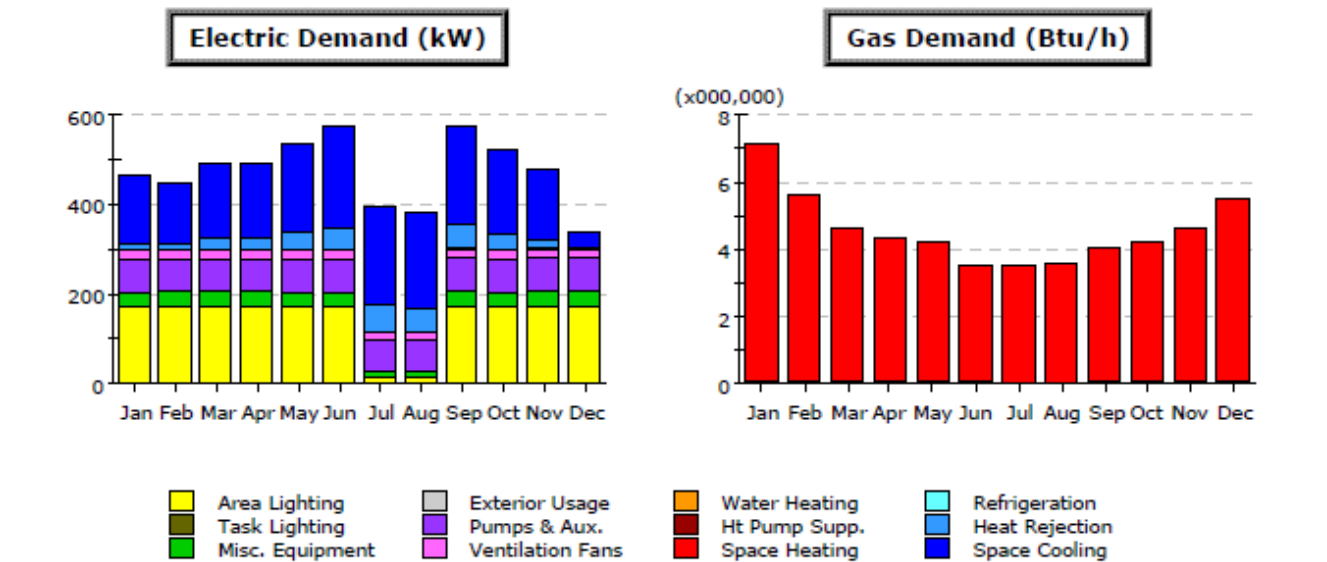 Electric Demand (kW)
Gas Demand (Btu/h)
600
400
200
0
Jan Feb Mar Apr May Jun Jul Aug Sep Oct Nov Dec
(x000,000)
8
6
4
2
0
Jan Feb Mar Apr May Jun Jul Aug Sep Oct Nov Dec
Area Lighting
Task Lighting
Misc. Equipment
Exterior Usage
Pumps & Aux.
Ventilation Fans
Water Heating
Ht Pump Supp.
Space Heating
Refrigeration
Heat Rejection
Space Cooling